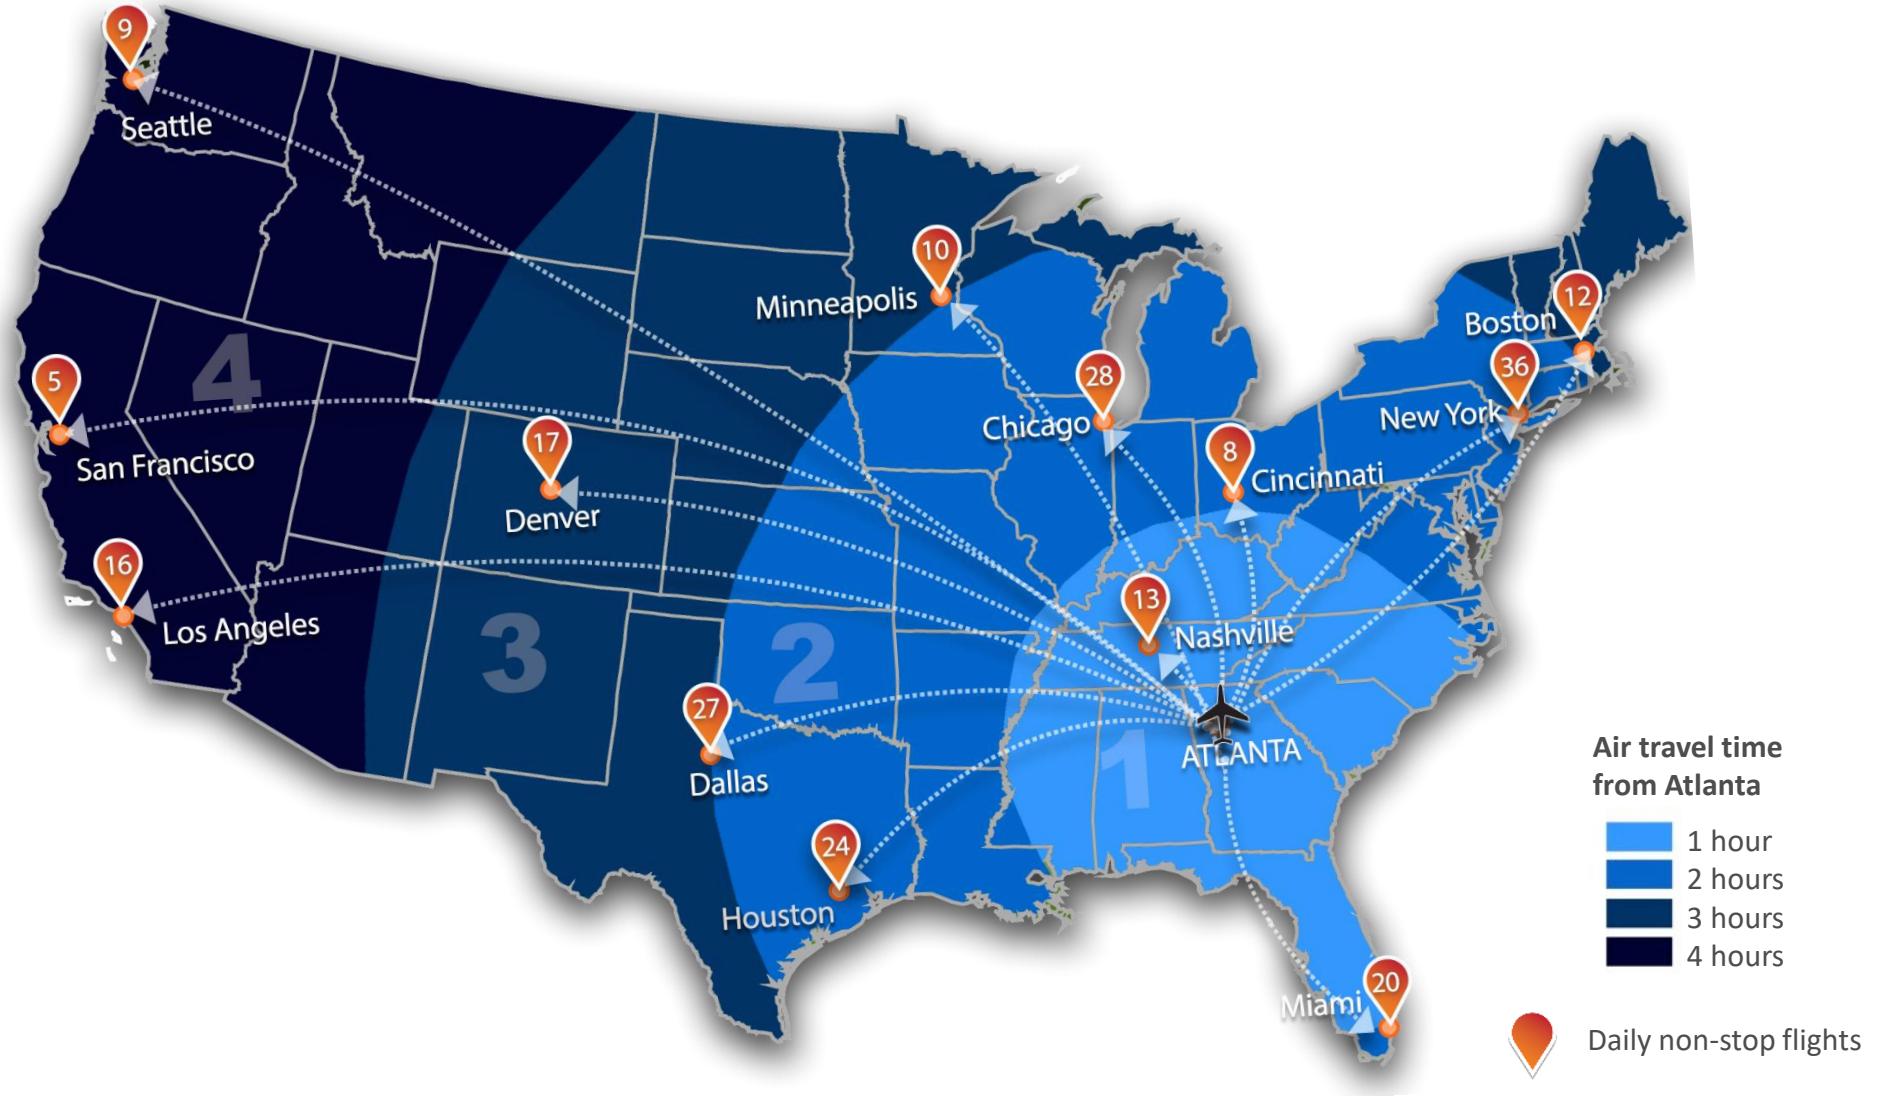 9
Seattle
10
Minneapolis
12
Boston
36
New York
4
5
San Francisco
28
Chicago
17
Denver
8
Cincinnati
16
Los Angeles
13
Nashville
3
2
27
Dallas
1
ATLANTA
24
Houston
20
Miami
Air travel time
from Atlanta
1 hour
2 hours
3 hours
4 hours
Daily non-stop flights